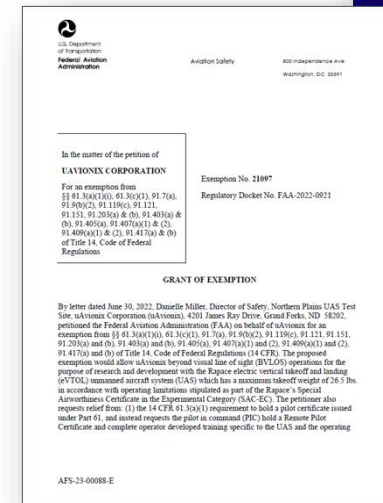 U.S. Department
of Transportation
Federal Aviation
Administration
Aviation Safety
800 Independence Ave
Washington, D.C. 20591
In the matter of the petition of
UAVIONIX CORPORATION
For an exemption from
§§ 61.3(a)(1)(i), 61.3(c)(1), 91.7(a),
91.9(b)(2), 91.119(c), 91.121,
91.151, 91.203(a) & (b), 91.403(a) &
(b), 91.405(a), 91.407(a)(1) & (2),
91.409(a)(1) & (2), 91.417(a) & (b)
of Title 14, Code of Federal
Regulations
Exemption No. 21097
Regulatory Docket No. FAA-2022-0921
GRANT OF EXEMPTION
By letter dated June 30, 2022, Danielle Miller, Director of Safety, Northern Plains UAS Test
Site, uAvionix Corporation (uAvionix), 4201 James Ray Drive, Grand Forks, ND 58202,
petitioned the Federal Aviation Administration (FAA) on behalf of uAvionix for an
exemption from §§ 61.3(a)(1)(i), 61.3(c)(1), 91.7(a), 91.9(b)(2), 91.119(c), 91.121, 91.151,
91.203(a) and (b), 91.403(a) and (b), 91.405(a), 91.407(a)(1) and (2), 91.409(a)(1) and (2),
91.417(a) and (b) of Title 14, Code of Federal Regulations (14 CFR). The proposed
exemption would allow uAvionix beyond visual line of sight (BVLOS) operations for the
purpose of research and development with the Rapace electric vertical takeoff and landing
(eVTOL) unmanned aircraft system (UAS) which has a maximum takeoff weight of 26.5 lbs.
in accordance with operating limitations stipulated as part of the Rapace's Special
Airworthiness Certificate in the Experimental Category (SAC-EC). The petitioner also
requests relief from: (1) the 14 CFR 61.3(a)(1) requirement to hold a pilot certificate issued
under Part 61, and instead requests the pilot in command (PIC) hold a Remote Pilot
Certificate and complete operator developed training specific to the UAS and the operating
AFS-23-00088-E